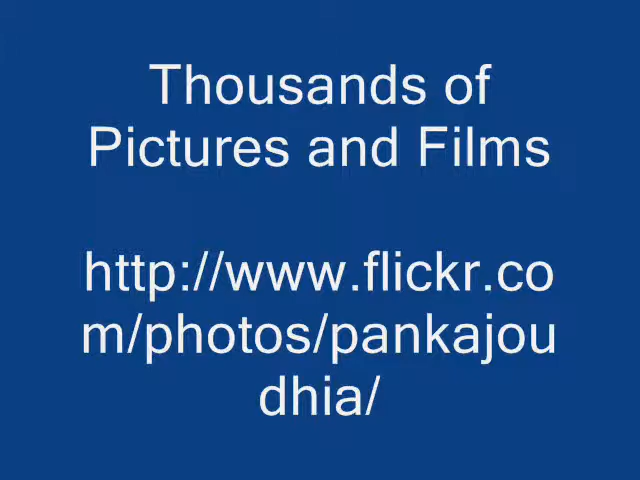 Thousands of
Pictures and Films
http://www.flickr.co
m/photos/pankajou
dhia/